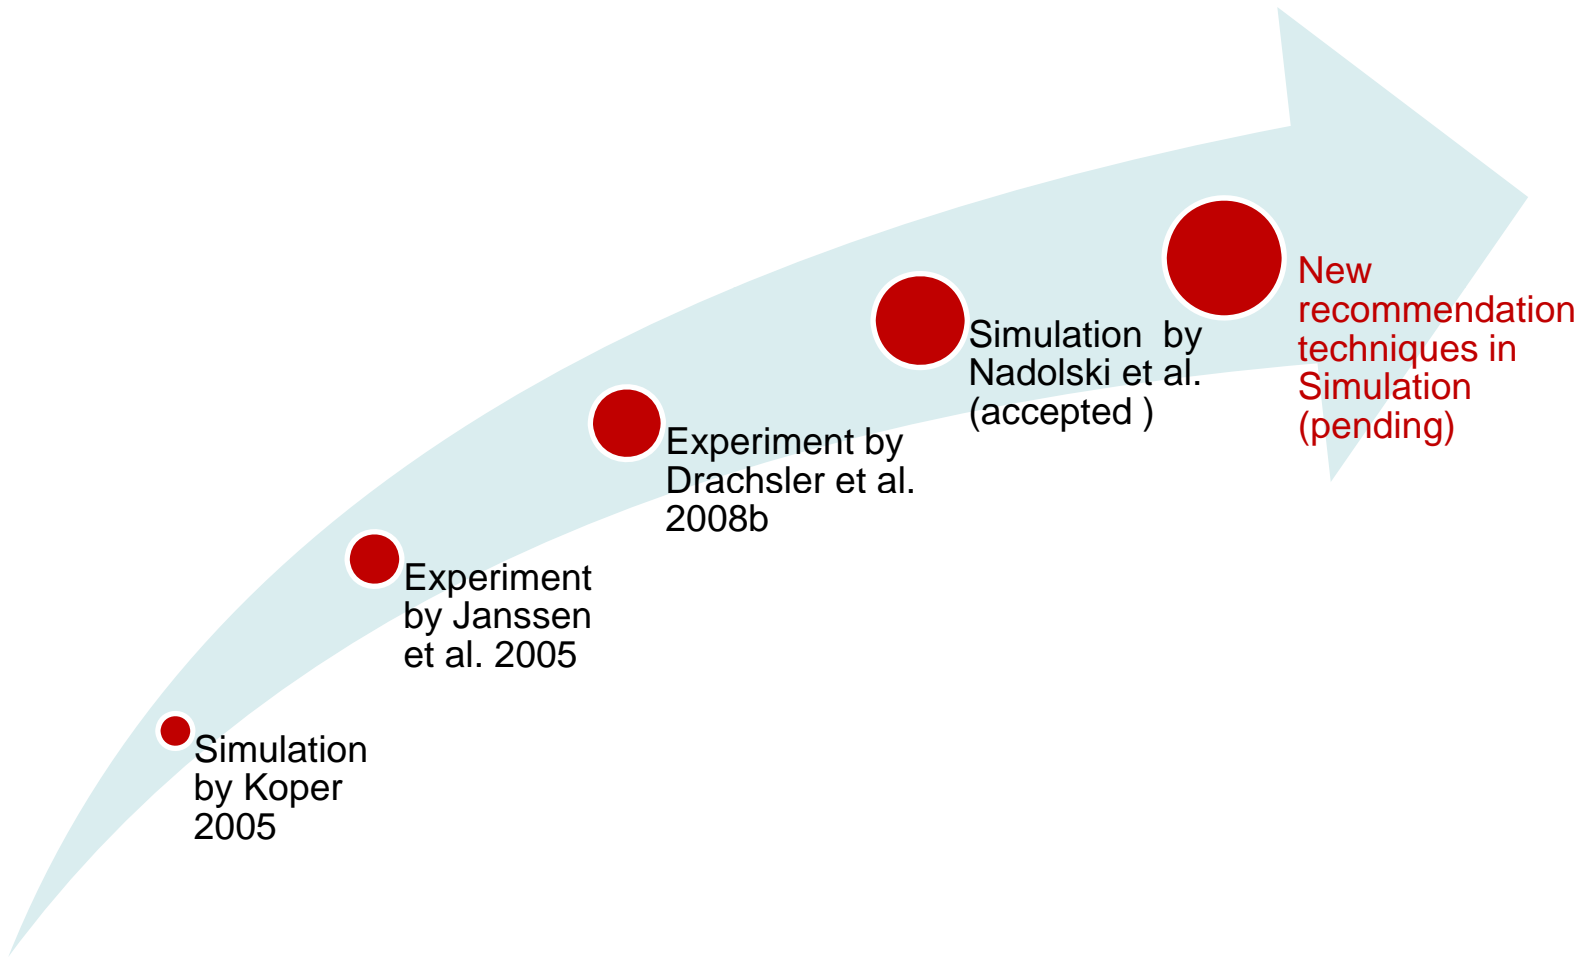 Simulation
by Koper
2005
Experiment
by Janssen
et al. 2005
Experiment by
Drachsler et al.
2008b
Simulation  by
Nadolski et al.
(accepted )
New
recommendation
techniques in
Simulation
(pending)